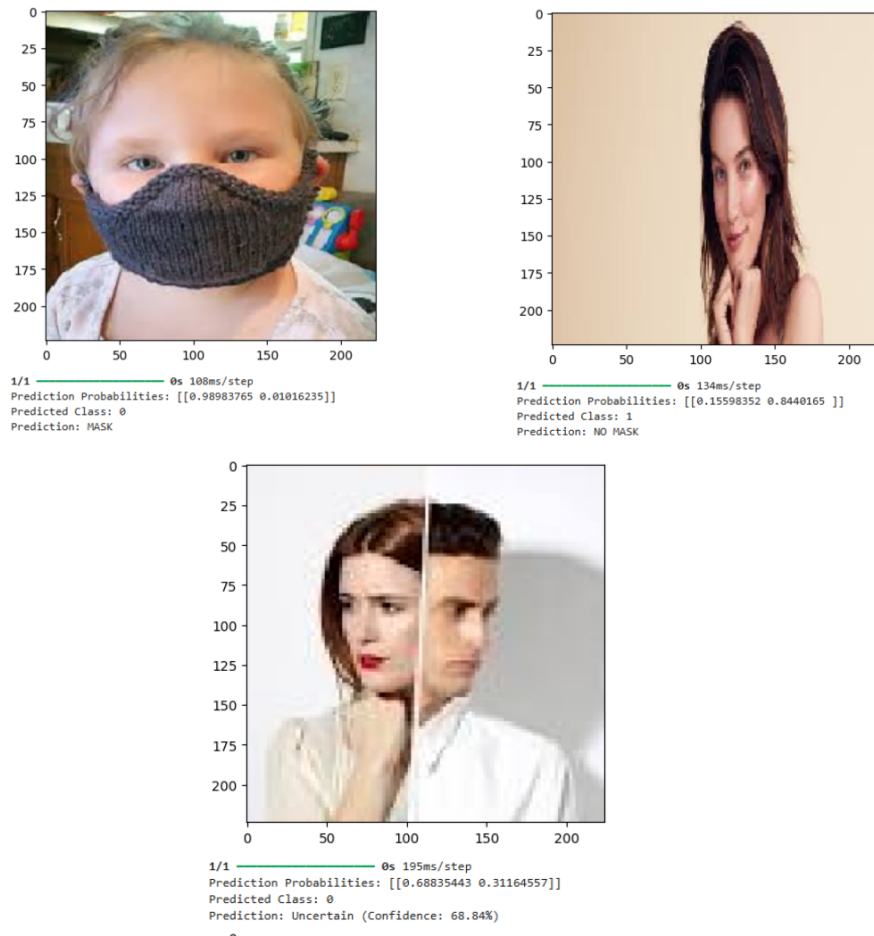 0
25
50
75
100
125
150
175
200
0 50 100 150 200
1/1 0s 108ms/step
Prediction Probabilities: [[0.98983765 0.01016235]]
Predicted Class: 0
Prediction: MASK
0
25
50
75
100
125
150
175
200
0 50 100 150 200
1/1 0s 134ms/step
Prediction Probabilities: [[0.15598352 0.8440165 ]]
Predicted Class: 1
Prediction: NO MASK
0
25
50
75
100
125
150
175
200
0 50 100 150 200
1/1 0s 195ms/step
Prediction Probabilities: [[0.68835443 0.31164557]]
Predicted Class: 0
Prediction: Uncertain (Confidence: 68.84%)